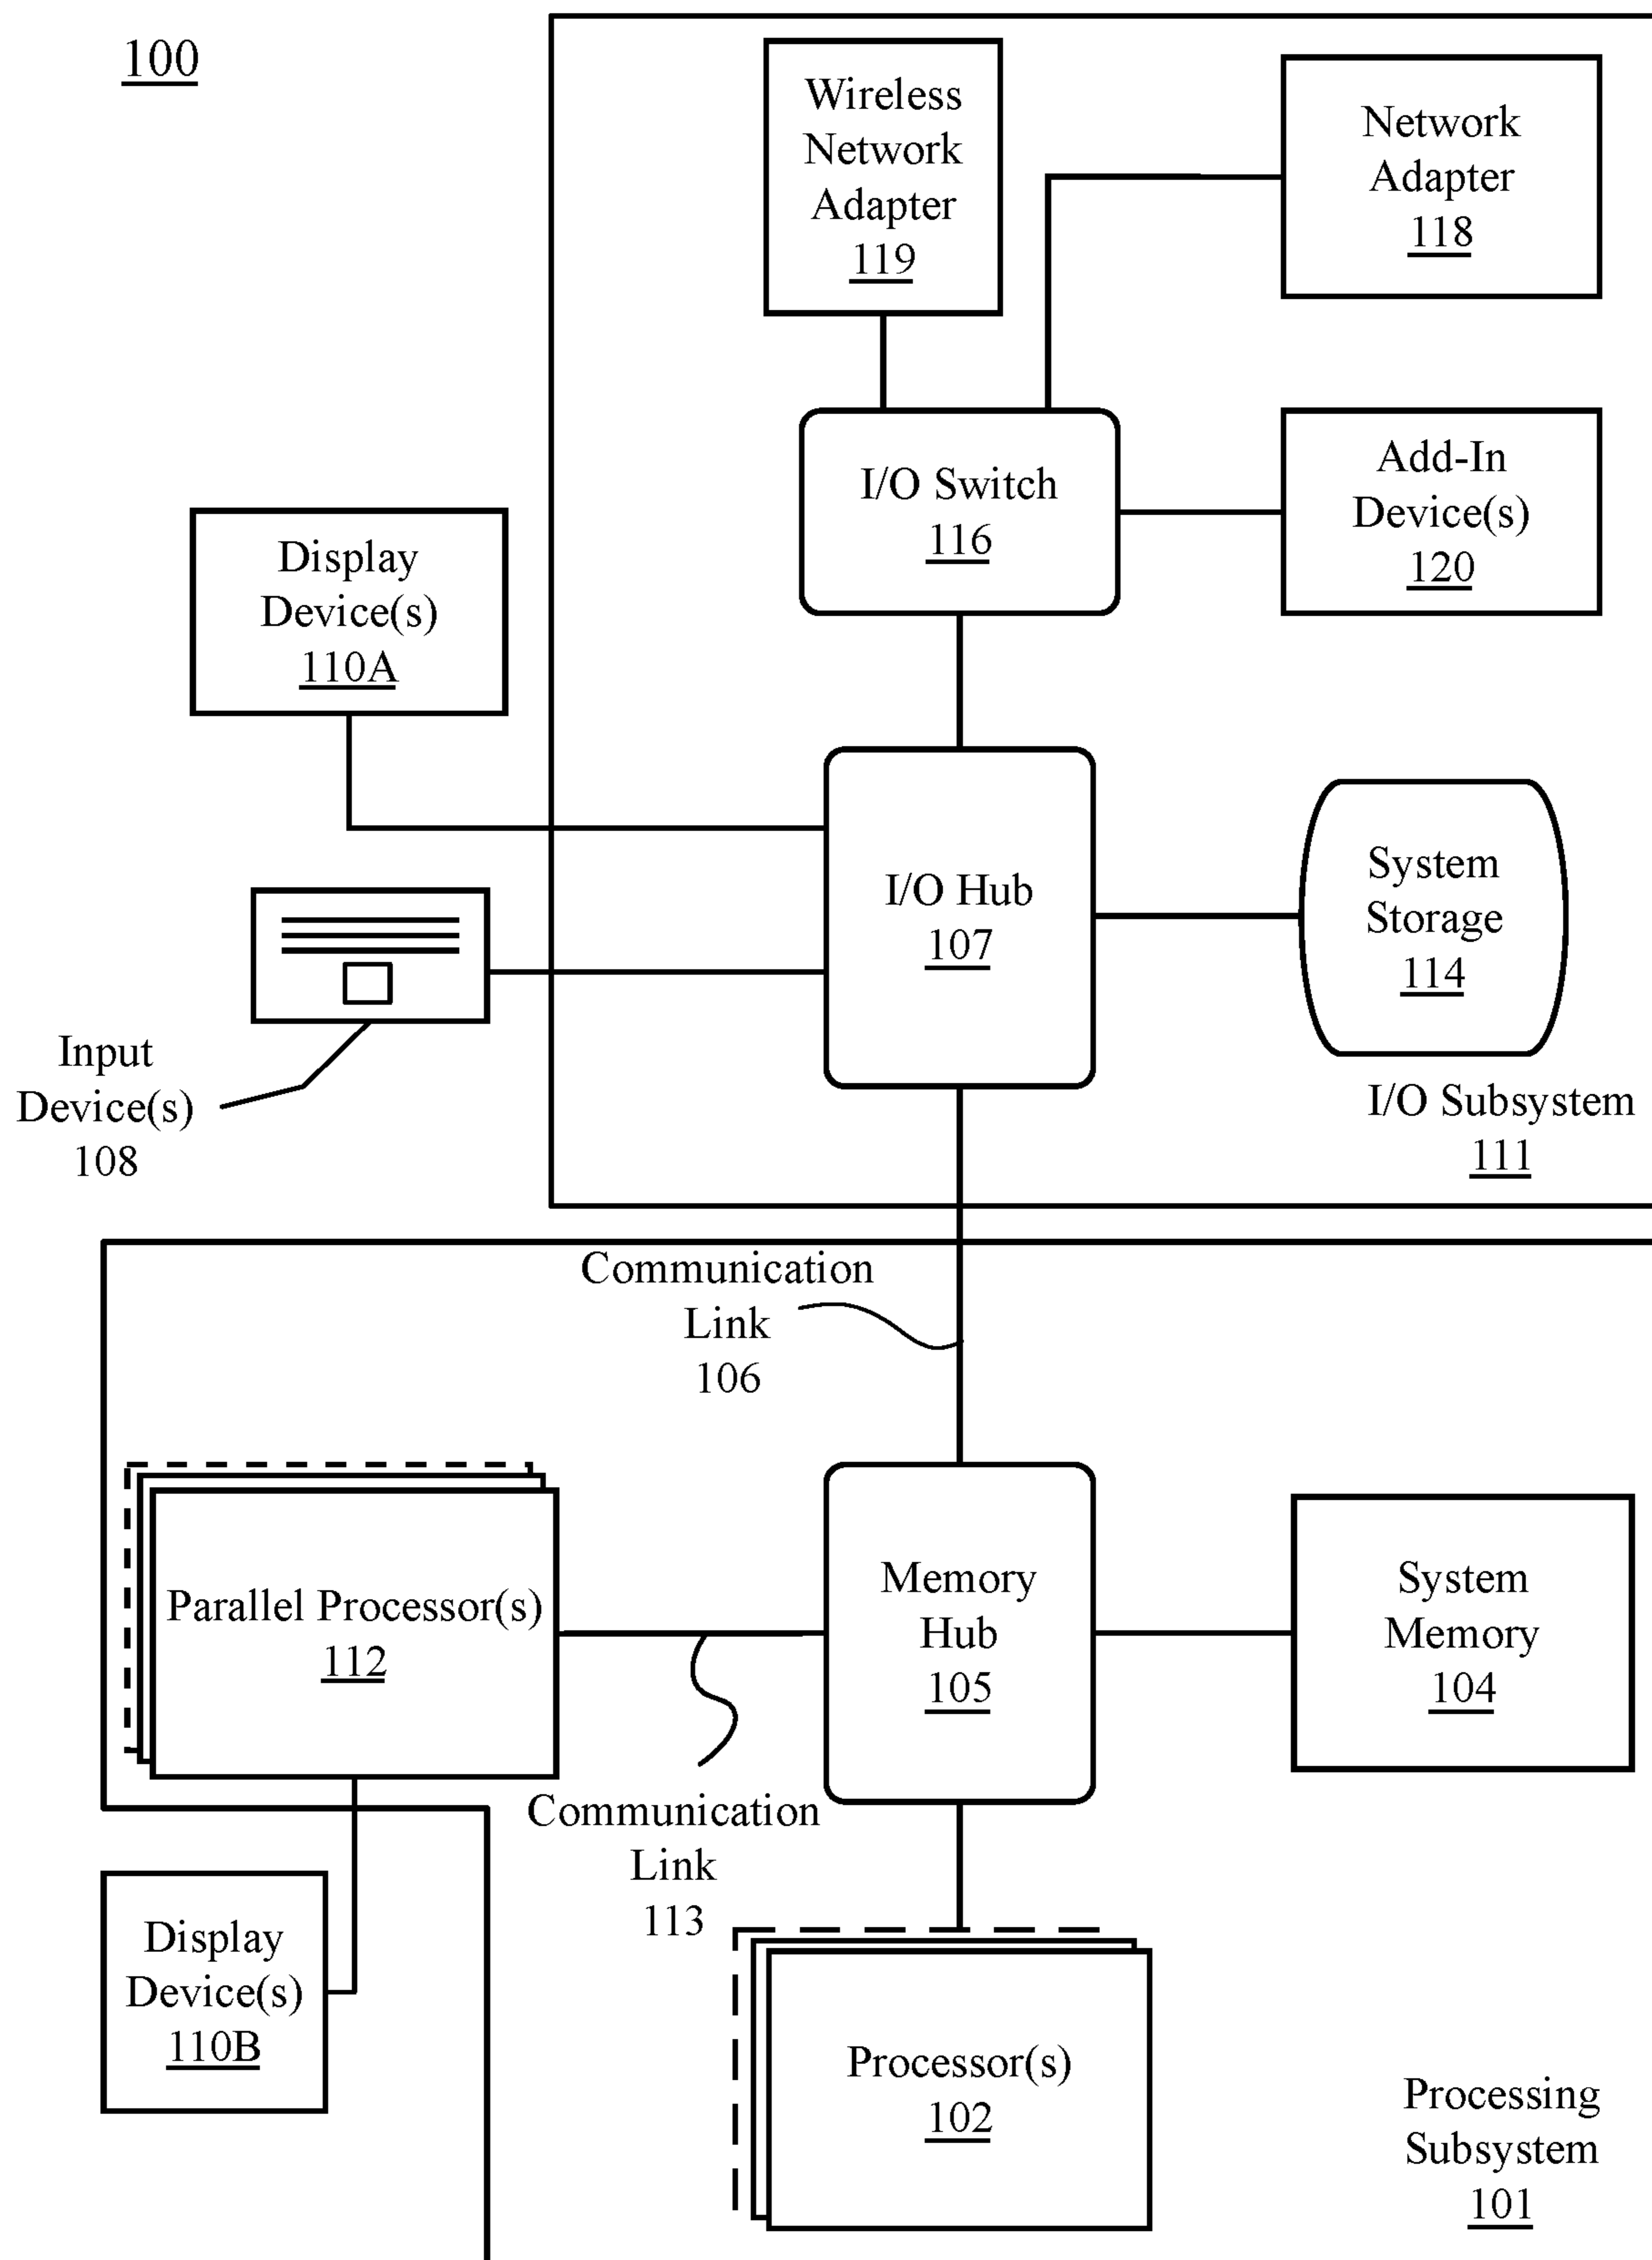 100
Wireless
Network
Adapter
119
Network
Adapter
118
I/O Switch
116
Add-In
Device(s)
120
Display
Device(s)
110A
I/O Hub
107
System
Storage
114
Input
Device(s)
108
I/O Subsystem
111
Communication
Link
106
Parallel Processor(s)
112
Memory
Hub
105
System
Memory
104
Communication
Link
113
Display
Device(s)
110B
Processor(s)
102
Processing
Subsystem
101